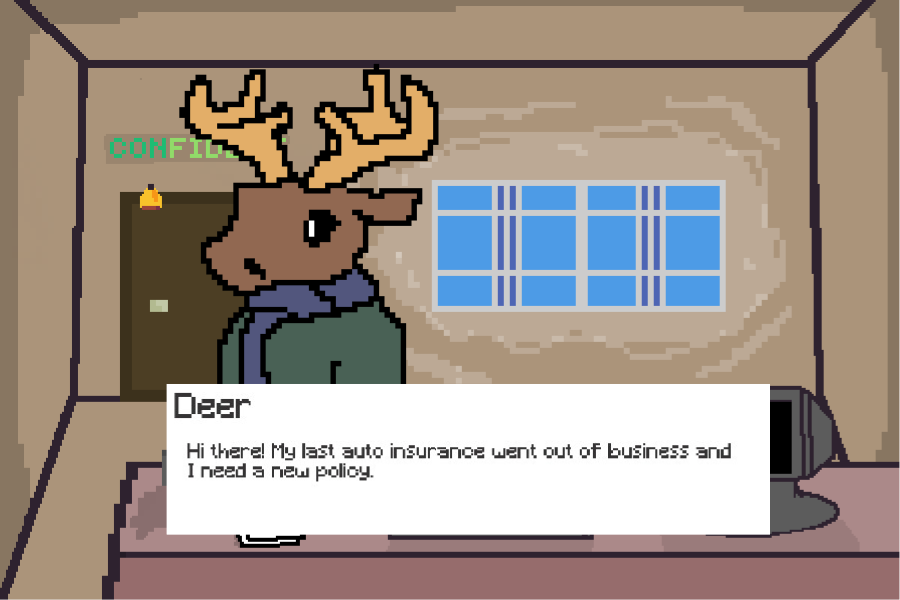 Deer
Hi there! My last auto insurance went out of business and
I need a new policy.